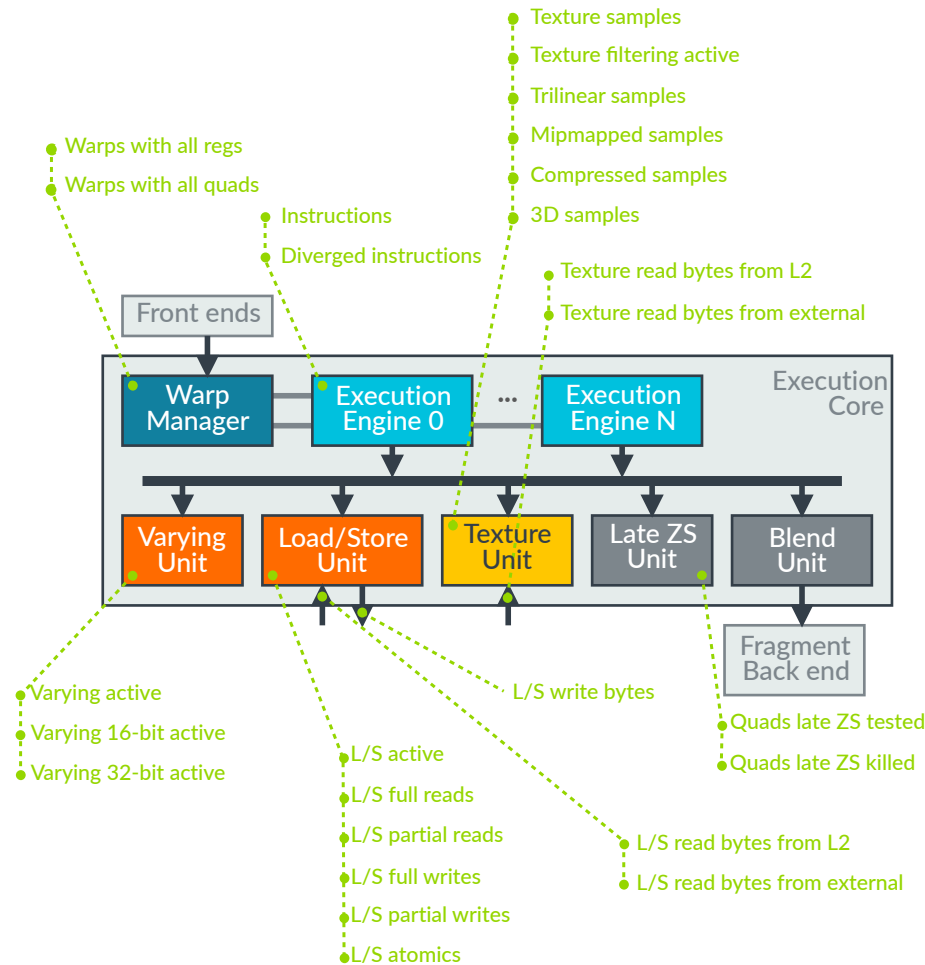 Texture samples
Texture filtering active
Trilinear samples
Mipmapped samples
Compressed samples
3D samples
Warps with all regs
Warps with all quads
Instructions
Diverged instructions
Texture read bytes from L2
Texture read bytes from external
Front ends
Execution
Core
Warp
Manager
Execution
Engine 0
...
Execution
Engine N
Varying
Unit
Load/Store
Unit
Texture
Unit
Late ZS
Unit
Blend
Unit
Fragment
Back end
Varying active
Varying 16-bit active
Varying 32-bit active
L/S write bytes
Quads late ZS tested
Quads late ZS killed
L/S active
L/S full reads
L/S partial reads
L/S full writes
L/S partial writes
L/S atomics
L/S read bytes from L2
L/S read bytes from external